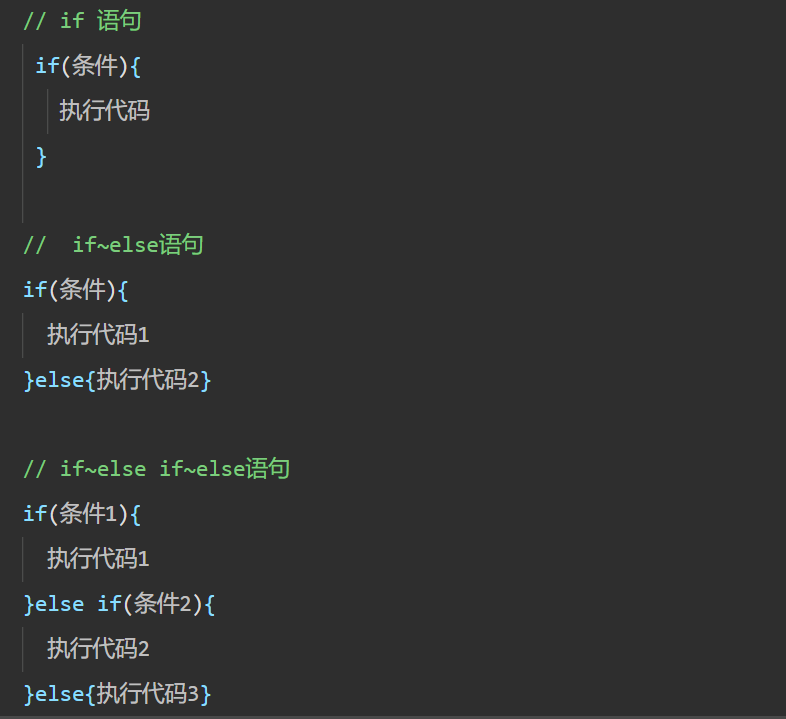 // if 语句
if(条件){
执行代码
}
//  if~else语句
if(条件){
执行代码1
}else{执行代码2}
// if~else if~else语句
if(条件1){
执行代码1
}else if(条件2){
执行代码2
}else{执行代码3}